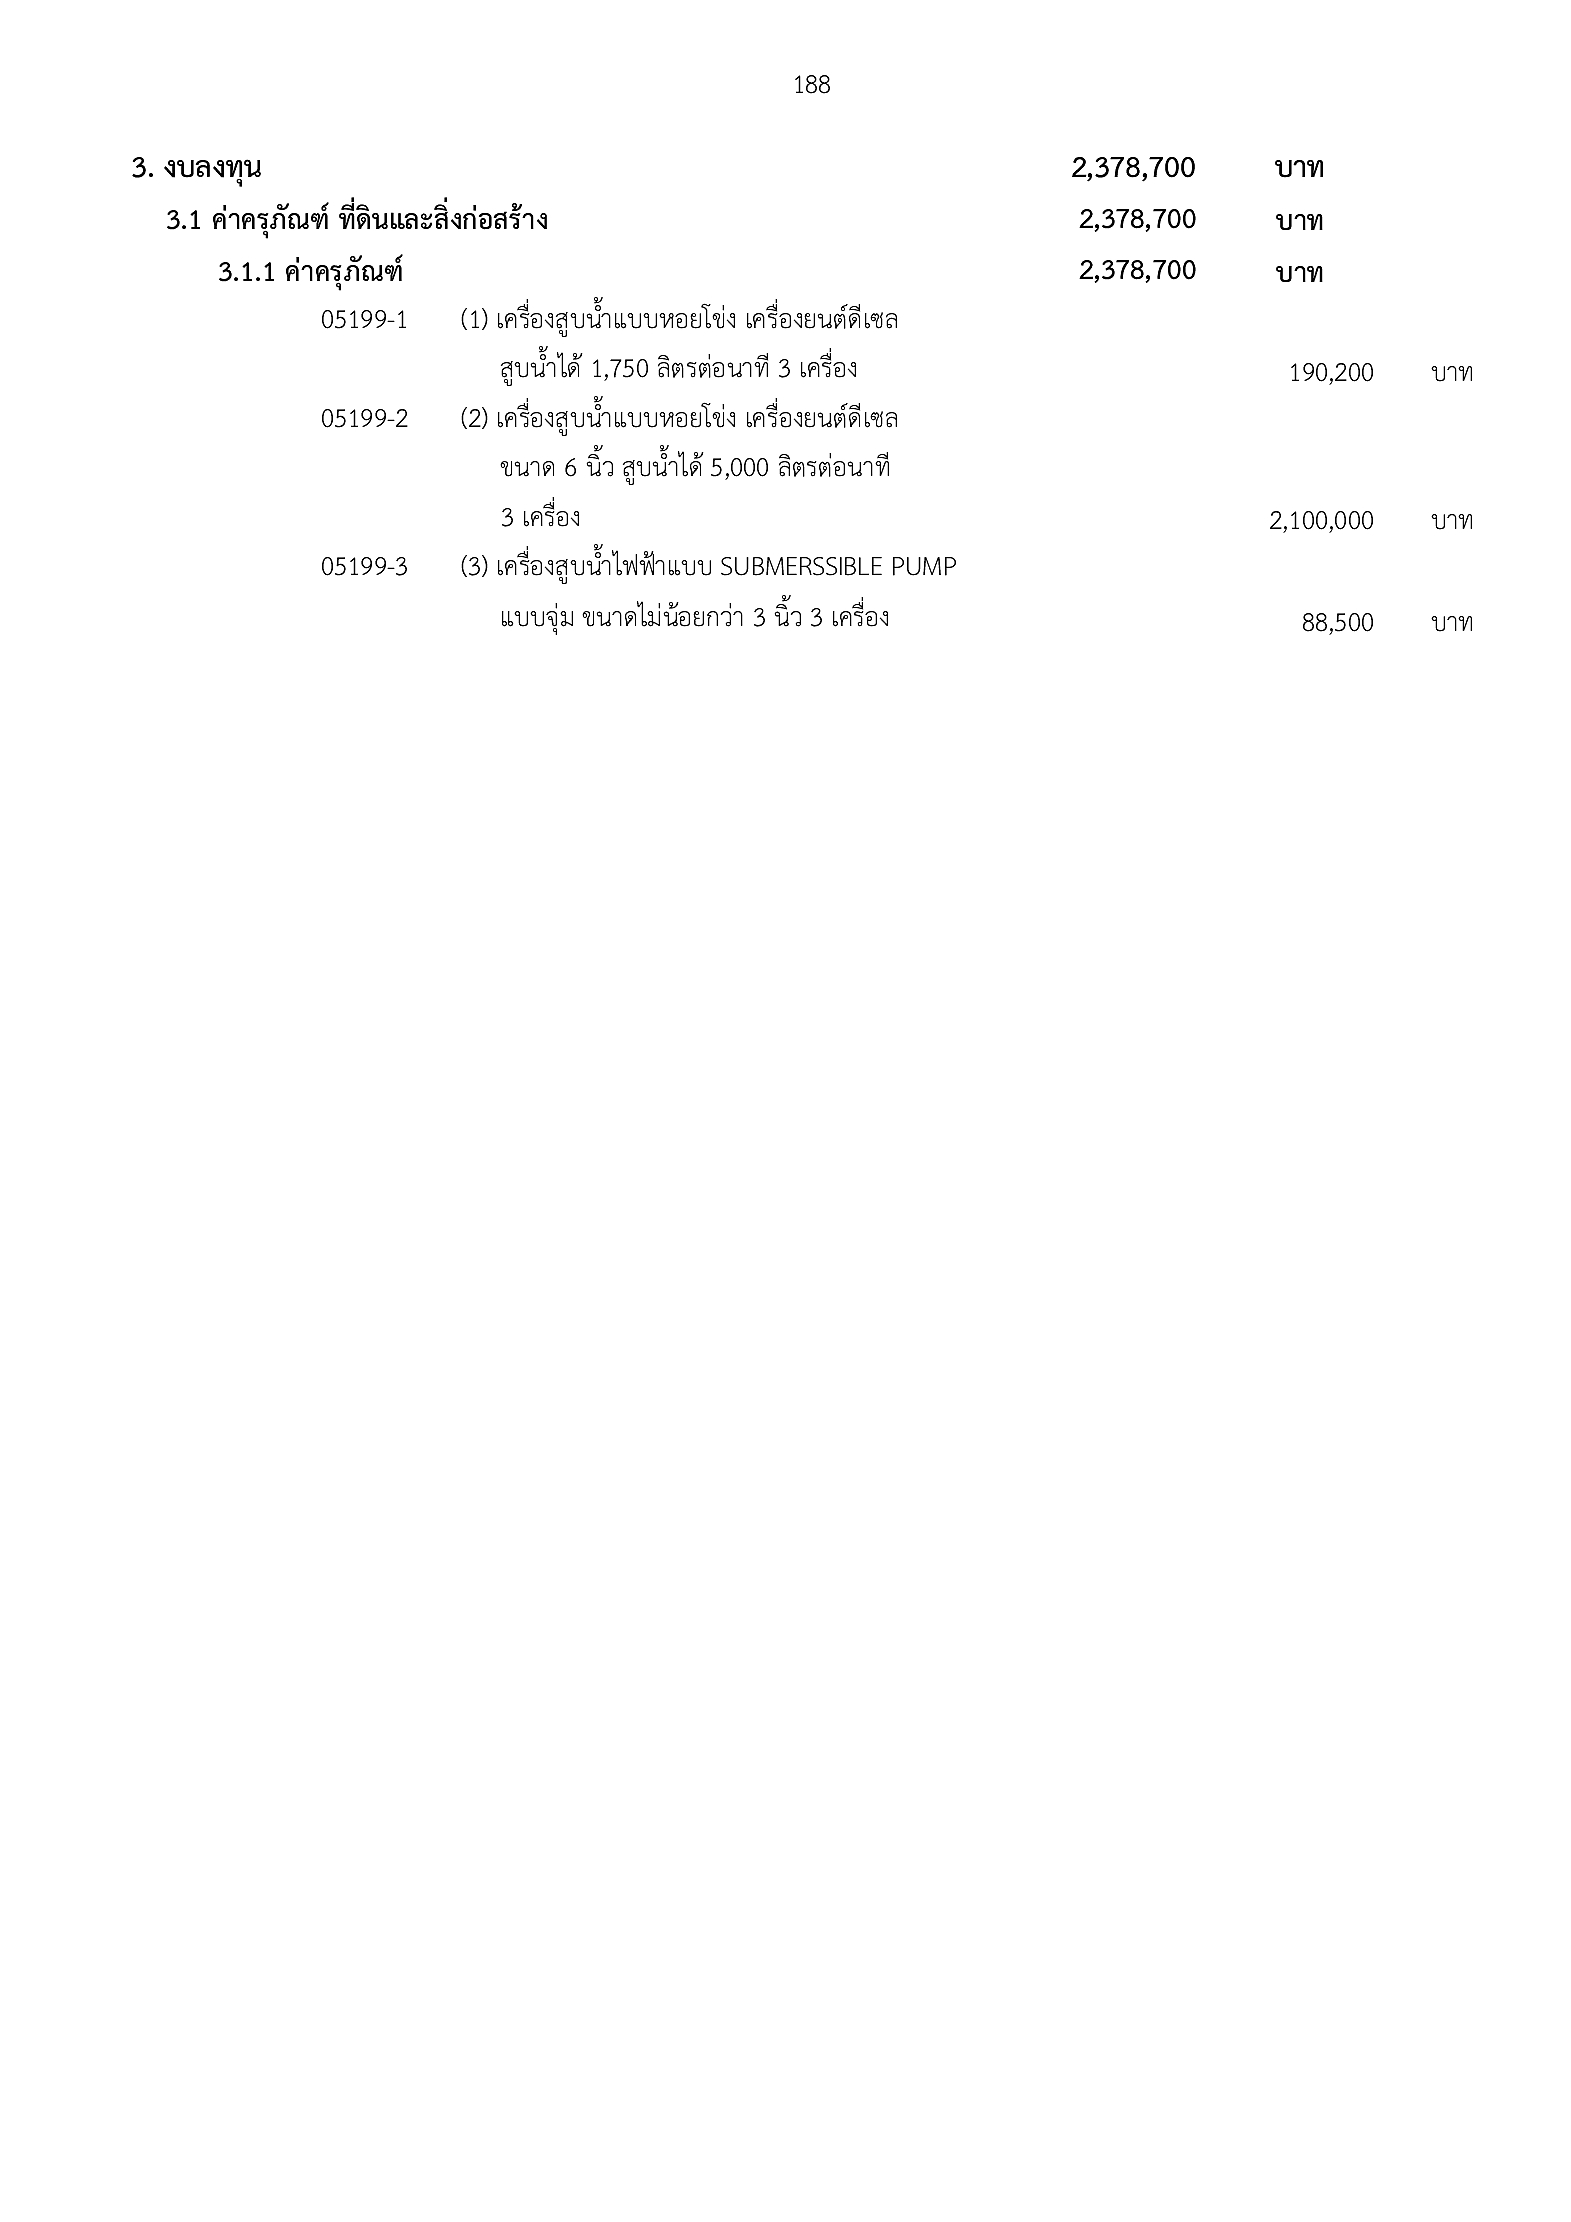 188
3. งบลงทุน 2,378,700 บาท
3.1 ค่าครุภัณฑ์ ที่ดินและสิ่งก่อสร้าง 2,378,700 บาท
3.1.1 ค่าครุภัณฑ์ 2,378,700 บาท
05199-1 (1) เครื่องสูบน้ำแบบหอยโข่ง เครื่องยนต์ดีเซล
สูบน้ำได้ 1,750 ลิตรต่อนาที 3 เครื่อง 190,200 บาท
05199-2 (2) เครื่องสูบน้ำแบบหอยโข่ง เครื่องยนต์ดีเซล
ขนาด 6 นิ้ว สูบน้ำได้ 5,000 ลิตรต่อนาที
3 เครื่อง 2,100,000 บาท
05199-3 (3) เครื่องสูบน้ำไฟฟ้าแบบ SUBMERSSIBLE PUMP
แบบจุ่ม ขนาดไม่น้อยกว่า 3 นิ้ว 3 เครื่อง 88,500 บาท